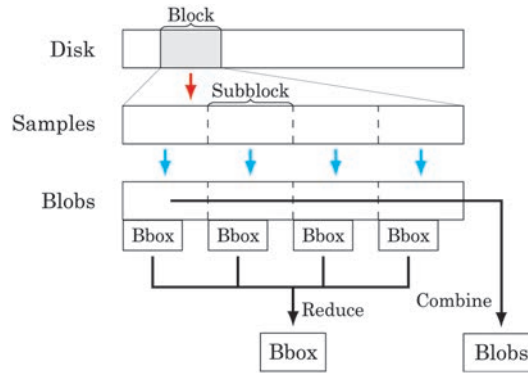 Block
Disk
Subblock
Samples
Blobs
Bbox Bbox Bbox Bbox
Reduce
Combine
Bbox
Blobs